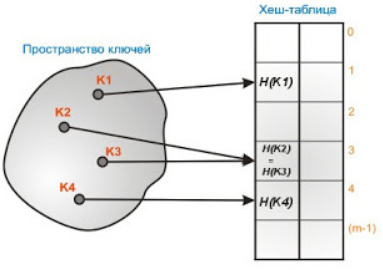 Хеш-таблица
Пространство ключей
0
K1
1
H(K1)
K2
2
K3
H(K2)
=
H(K3)
3
K4
4
H(K4)
(m-1)